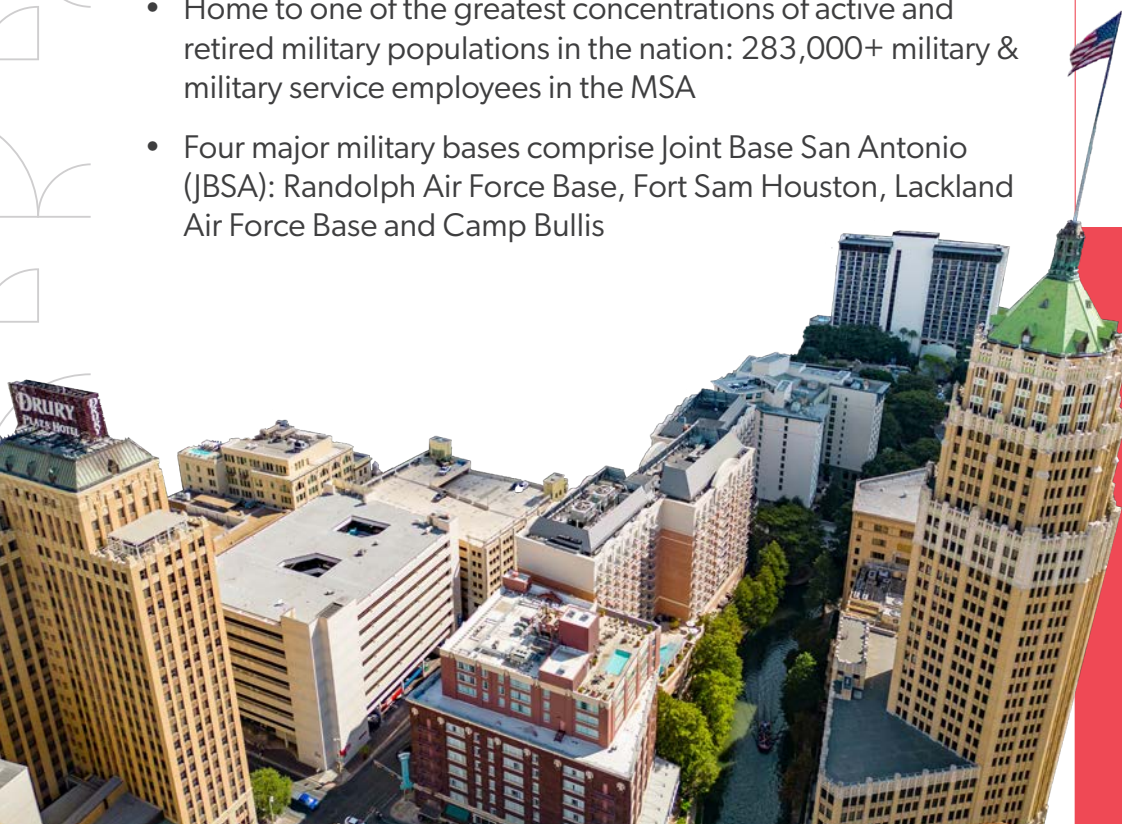 • Home to one of the greatest concentrations of active and
retired military populations in the nation: 283,000+ military &
military service employees in the MSA
• Four major military bases comprise Joint Base San Antonio
(JBSA): Randolph Air Force Base, Fort Sam Houston, Lackland
Air Force Base and Camp Bullis
DRURY
PLAZA HOTEL